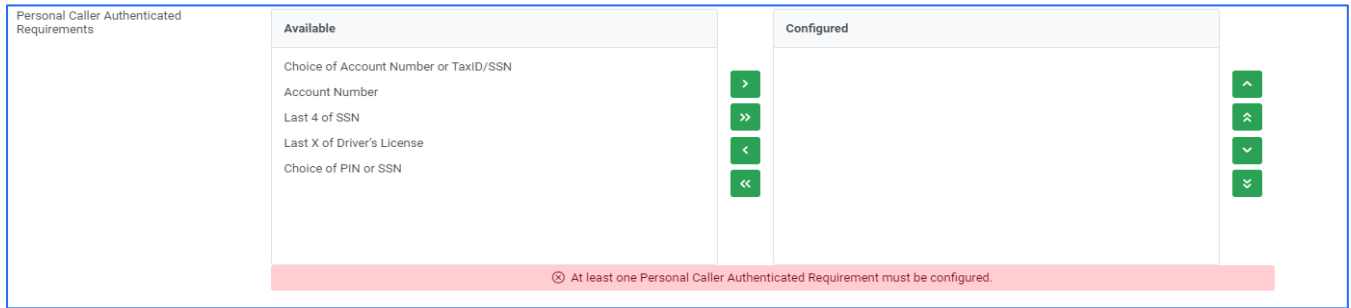 Personal Caller Authenticated
Requirements
Available
Configured
Choice of Account Number or TaxID/SSN
Account Number
Last 4 of SSN
Last X of Driver's License
Choice of PIN or SSN
At least one Personal Caller Authenticated Requirement must be configured.